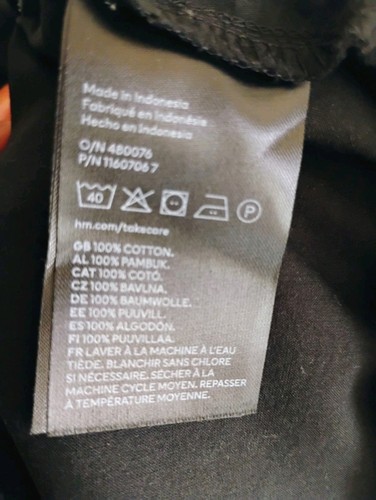 Made in Indonesia
Fabriqué en Indonésie
Hecho en Indonesia
O/N 480076
P/N 1160706 7
40
P
hm.com/takecare
GB 100% COTTON.
AL 100% PAMBUK.
CAT 100% COTÓ.
CZ 100% BAVLNA.
DE 100% BAUMWOLLE.
EE 100% PUUVILL.
ES 100% ALGODÓN.
FI 100% PUUVILLAA.
FR LAVER À LA MACHINE À L'EAU
TIÈDE. BLANCHIR SANS CHLORE
SI NÉCESSAIRE. SÉCHER À LA
MACHINE CYCLE MOYEN. REPASSER
À TEMPÉRATURE MOYENNE.